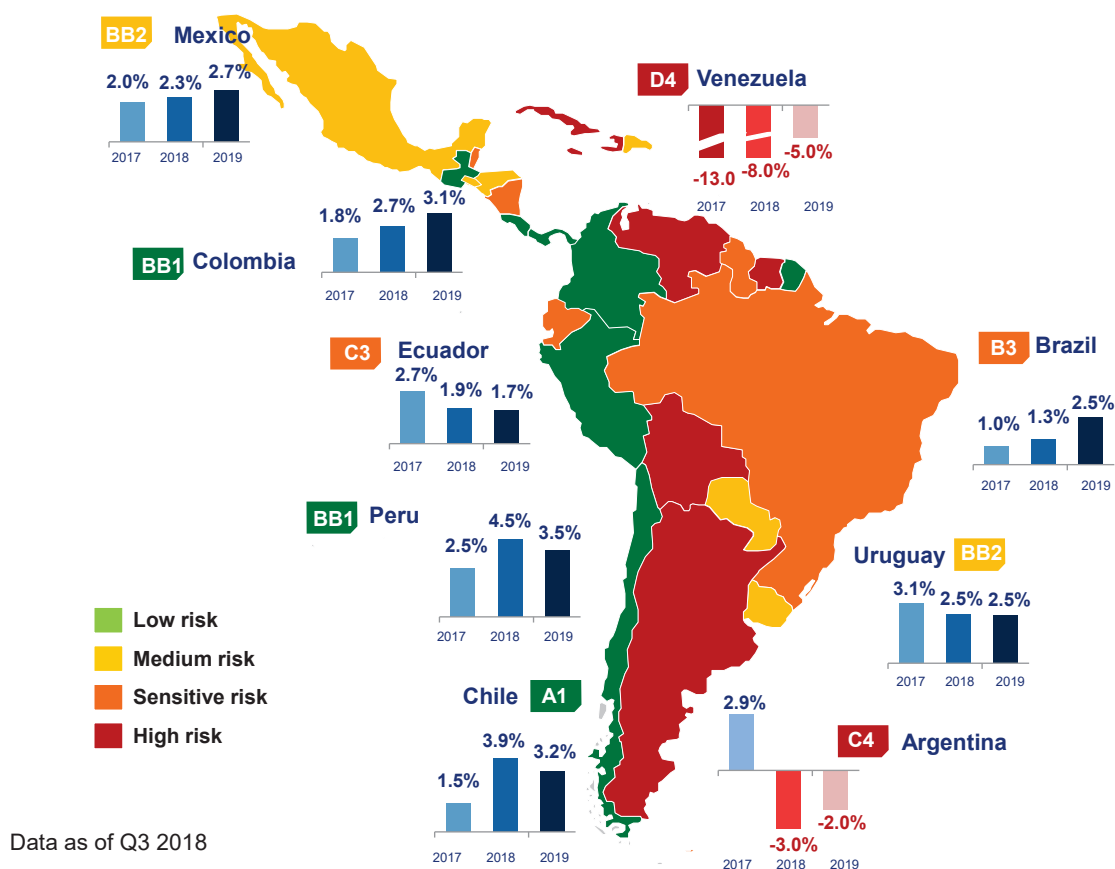 BB2 Mexico
2.0% 2.3% 2.7%
2017 2018 2019
D4 Venezuela
-13.0 -8.0% -5.0%
2017 2018 2019
BB1 Colombia
1.8% 2.7% 3.1%
2017 2018 2019
C3 Ecuador
2.7% 1.9% 1.7%
2017 2018 2019
B3 Brazil
1.0% 1.3% 2.5%
2017 2018 2019
BB1 Peru
2.5% 4.5% 3.5%
2017 2018 2019
Uruguay BB2
3.1% 2.5% 2.5%
2017 2018 2019
Low risk
Medium risk
Sensitive risk
High risk
Chile A1
1.5% 3.9% 3.2%
2017 2018 2019
C4 Argentina
2.9% -3.0% -2.0%
2017 2018 2019
Data as of Q3 2018